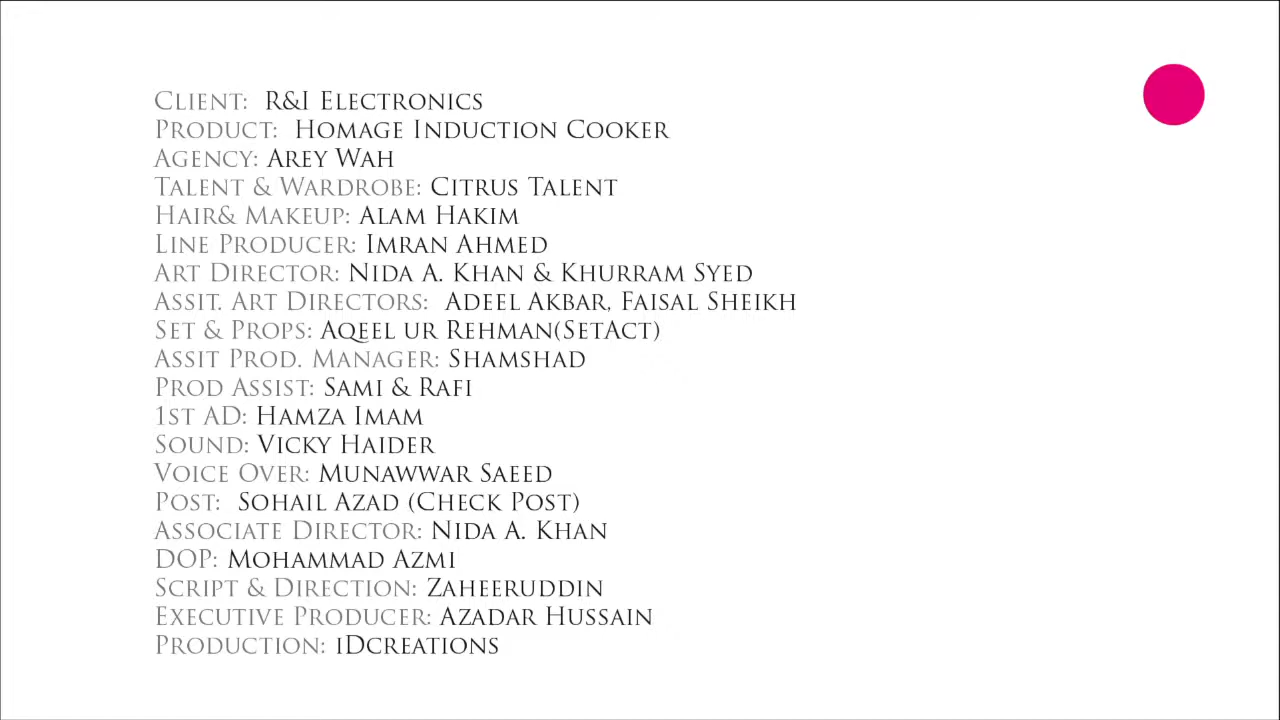 Client: R&I Electronics
Product: Homage Induction Cooker
Agency: Arey Wah
Talent & Wardrobe: Citrus Talent
Hair& Makeup: Alam Hakim
Line Producer: Imran Ahmed
Art Director: Nida A. Khan & Khurram Syed
Assit. Art Directors: Adeel Akbar, Faisal Sheikh
Set & Props: Aqeel ur Rehman(SetAct)
Assit Prod. Manager: Shamshad
Prod Assist: Sami & Rafi
1st AD: Hamza Imam
Sound: Vicky Haider
Voice Over: Munawwar Saeed
Post: Sohail Azad (Check Post)
Associate Director: Nida A. Khan
DOP: Mohammad Azmi
Script & Direction: Zaheeruddin
Executive Producer: Azadar Hussain
Production: iDcreations